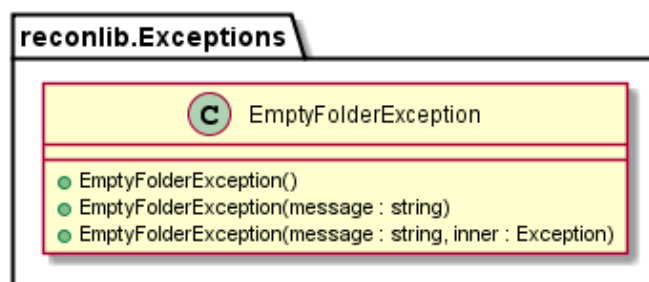 reconlib.Exceptions
C EmptyFolderException
EmptyFolderException()
EmptyFolderException(message : string)
EmptyFolderException(message : string, inner : Exception)